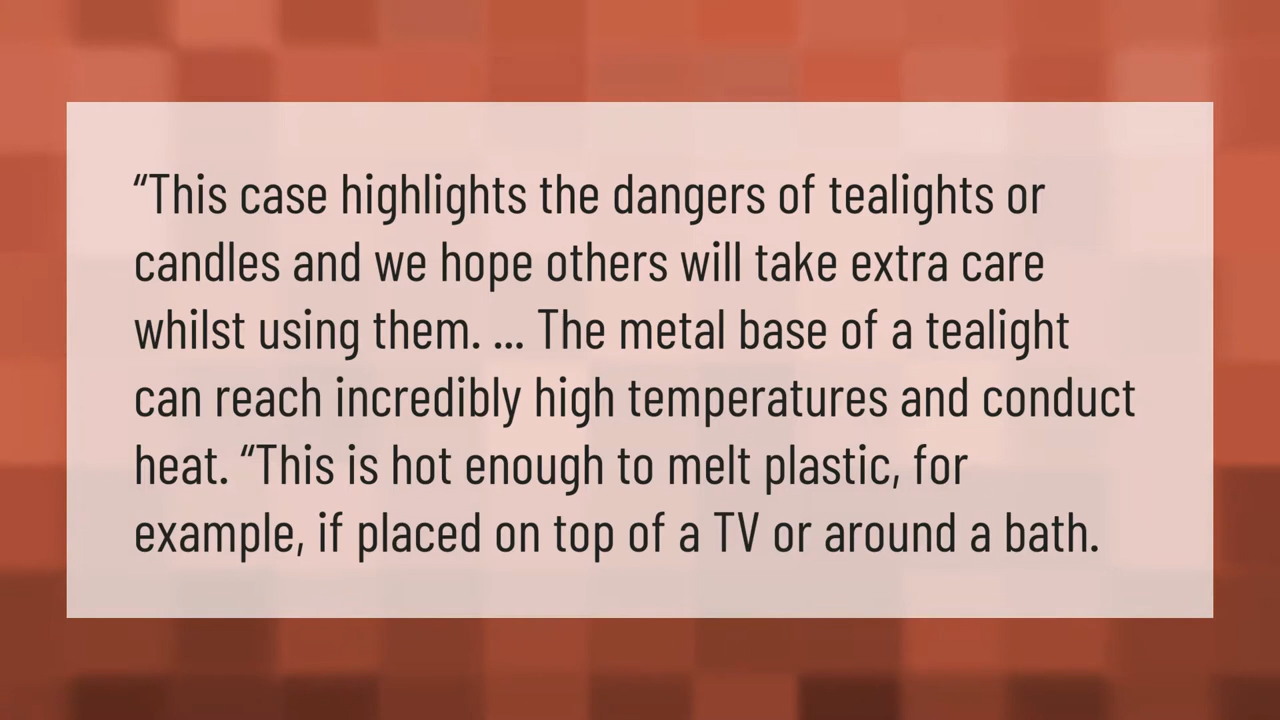 “This case highlights the dangers of tealights or
candles and we hope others will take extra care
whilst using them. ... The metal base of a tealight
can reach incredibly high temperatures and conduct
heat. “This is hot enough to melt plastic, for
example, if placed on top of a TV or around a bath.